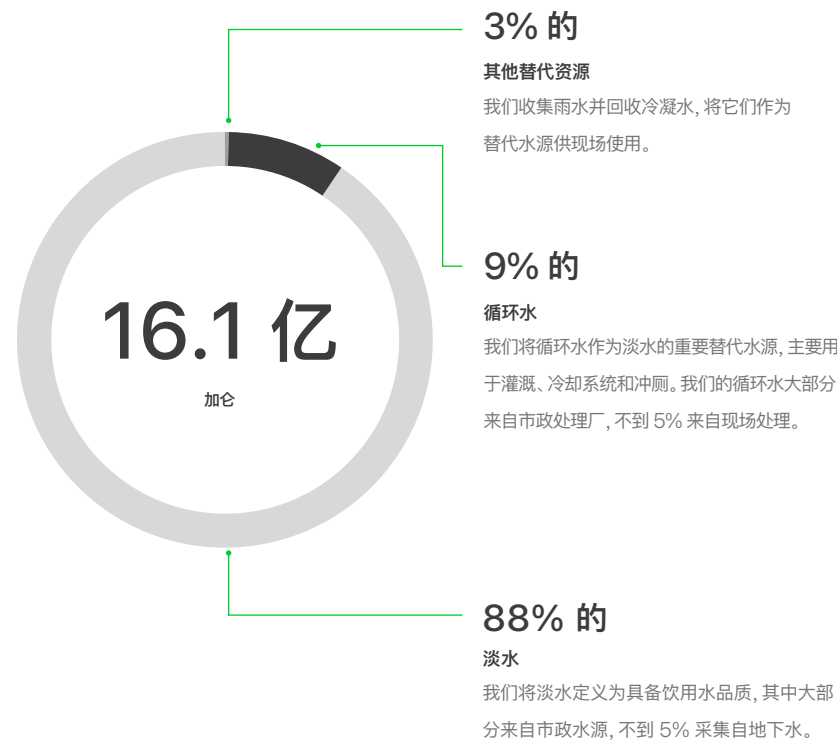 3% 的
其他替代资源
我们收集雨水并回收冷凝水, 将它们作为
替代水源供现场使用。
9% 的
循环水
我们将循环水作为淡水的重要替代水源, 主要用
于灌溉、冷却系统和冲厕。我们的循环水大部分
来自市政处理厂, 不到 5% 来自现场处理。
16.1 亿
加仑
88% 的
淡水
我们将淡水定义为具备饮用水品质, 其中大部
分来自市政水源, 不到 5% 采集自地下水。